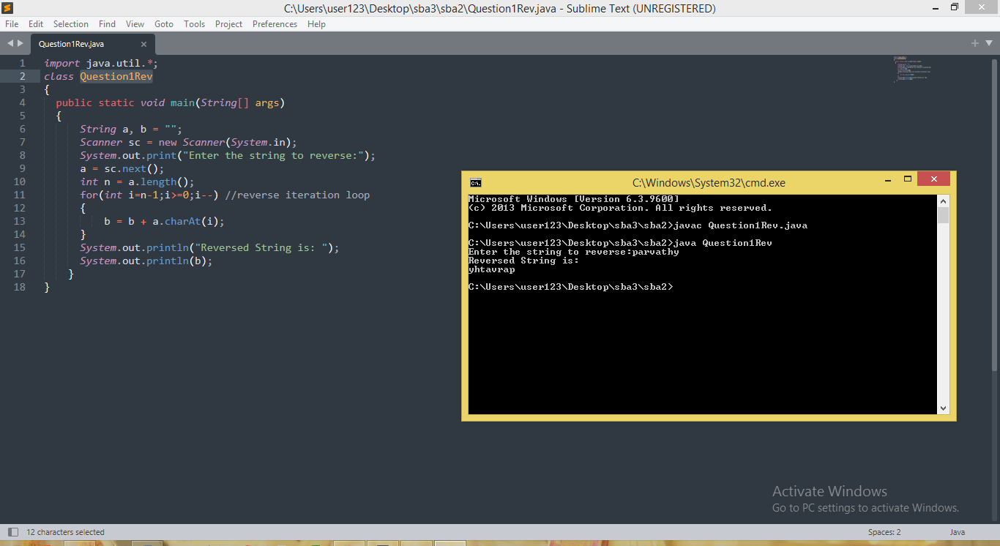 C:\Users\user123\Desktop\sba3\sba2\Question1Rev.java - Sublime Text (UNREGISTERED)
File Edit Selection Find View Goto Tools Project Preferences Help
Question1Rev.java
1 import java.util.*;
2 class Question1Rev
3 {
4 public static void main(String[] args)
5 {
6 String a, b = "";
7 Scanner sc = new Scanner(System.in);
8 System.out.print("Enter the string to reverse:");
9 a = sc.next();
10 int n = a.length();
11 for(int i=n-1;i>=0;i--) //reverse iteration loop
12 {
13 b = b + a.charAt(i);
14 }
15 System.out.println("Reversed String is: ");
16 System.out.println(b);
17 }
18 }
C:\Windows\System32\cmd.exe
Microsoft Windows [Version 6.3.9600]
(c) 2013 Microsoft Corporation. All rights reserved.
C:\Users\user123\Desktop\sba3\sba2>javac Question1Rev.java
C:\Users\user123\Desktop\sba3\sba2>java Question1Rev
Enter the string to reverse:parvathy
Reversed String is:
yhtavrap
C:\Users\user123\Desktop\sba3\sba2>
Activate Windows
Go to PC settings to activate Windows.
12 characters selected
Spaces: 2
Java